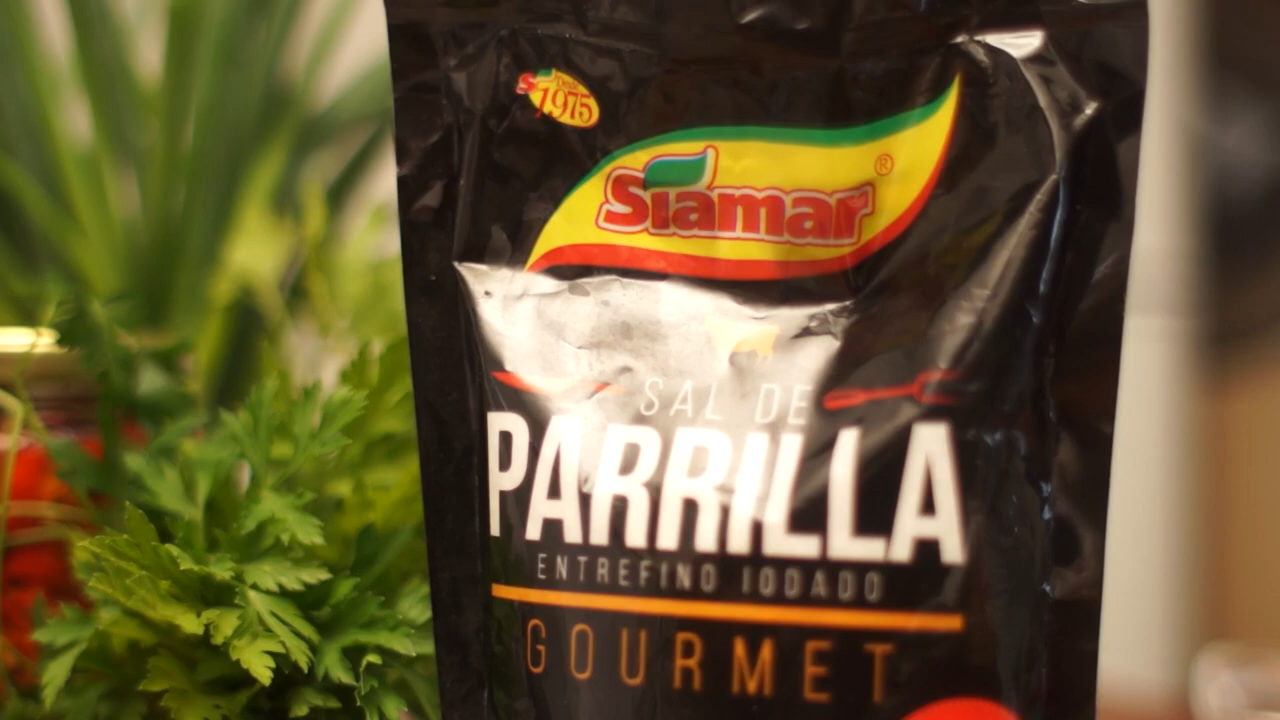 Desde
1975
Siamar®
SAL DE
PARRILLA
ENTREFINO IODADO
GOURMET